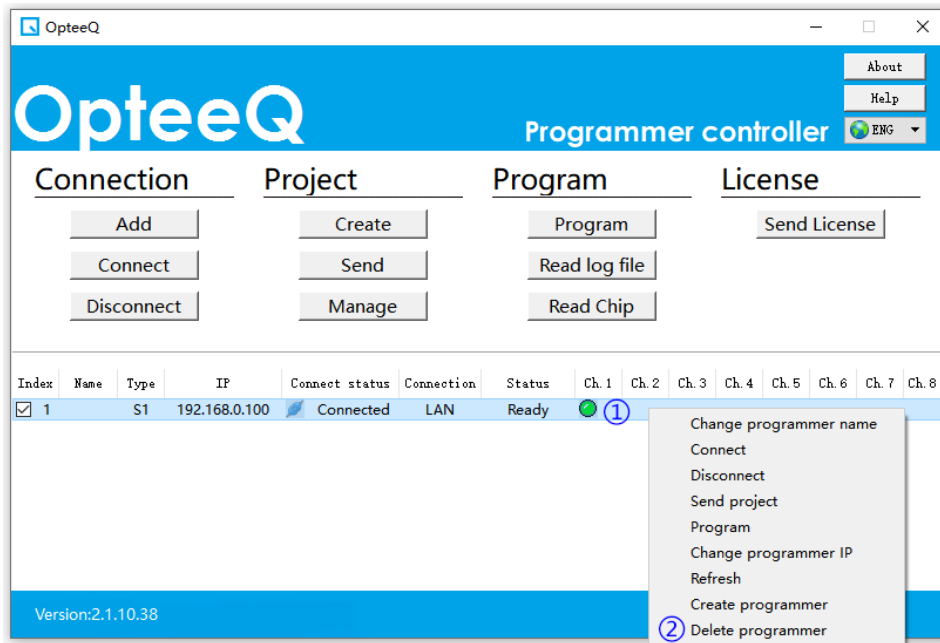 OpteeQ
OpteeQ
Programmer controller
About
Help
ENG
Connection
Project
Program
License
Add
Create
Program
Send License
Connect
Send
Read log file
Disconnect
Manage
Read Chip
Index Name Type IP Connect status Connection Status Ch. 1 Ch. 2 Ch. 3 Ch. 4 Ch. 5 Ch. 6 Ch. 7 Ch. 8
1 S1 192.168.0.100 Connected LAN Ready ①
Change programmer name
Connect
Disconnect
Send project
Program
Change programmer IP
Refresh
Create programmer
② Delete programmer
Version:2.1.10.38